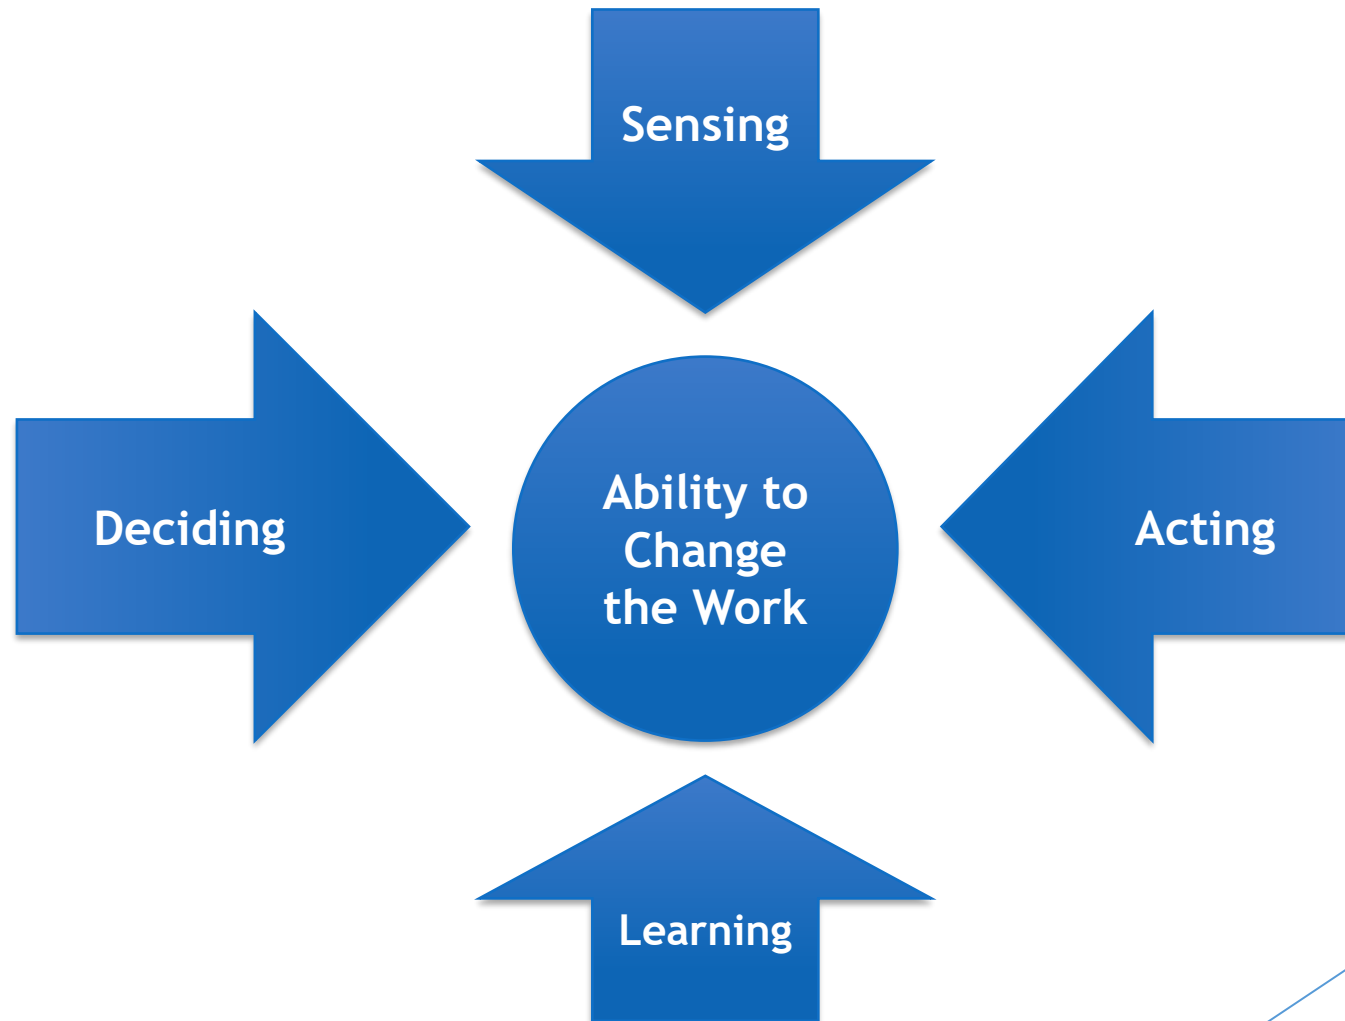 Sensing
Deciding
Ability to
Change
the Work
Acting
Learning